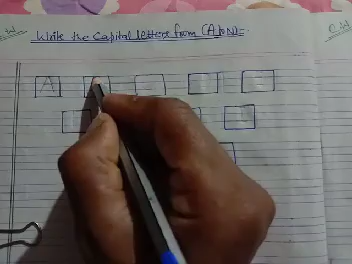 Write the Capital letters from (A to N):-
A